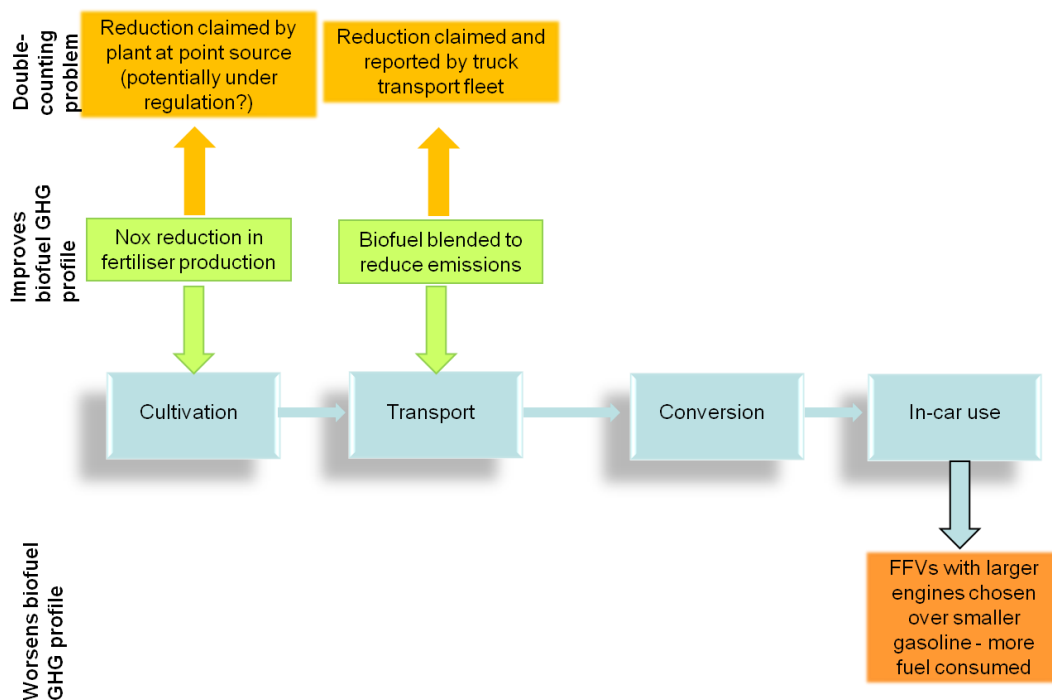 Double-
counting
problem
Reduction claimed by
plant at point source
(potentially under
regulation?)
Reduction claimed and
reported by truck
transport fleet
Improves
biofuel GHG
profile
Nox reduction in
fertiliser production
Biofuel blended to
reduce emissions
Cultivation
Transport
Conversion
In-car use
Worsens biofuel
GHG profile
FFVs with larger
engines chosen
over smaller
gasoline - more
fuel consumed